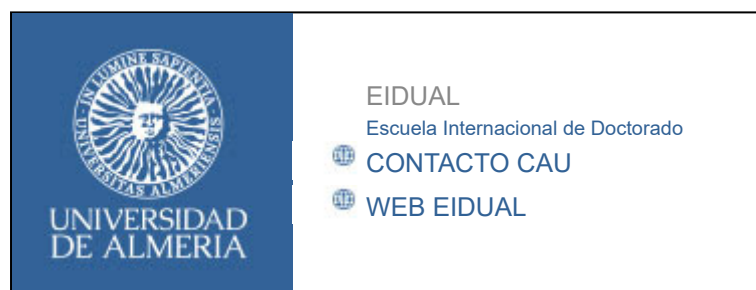 IN LUMINE SAPIENTIA
UNIVERSITAS ALMERIENSIS
UNIVERSIDAD
DE ALMERIA
EIDUAL
Escuela Internacional de Doctorado
CONTACTO CAU
WEB EIDUAL